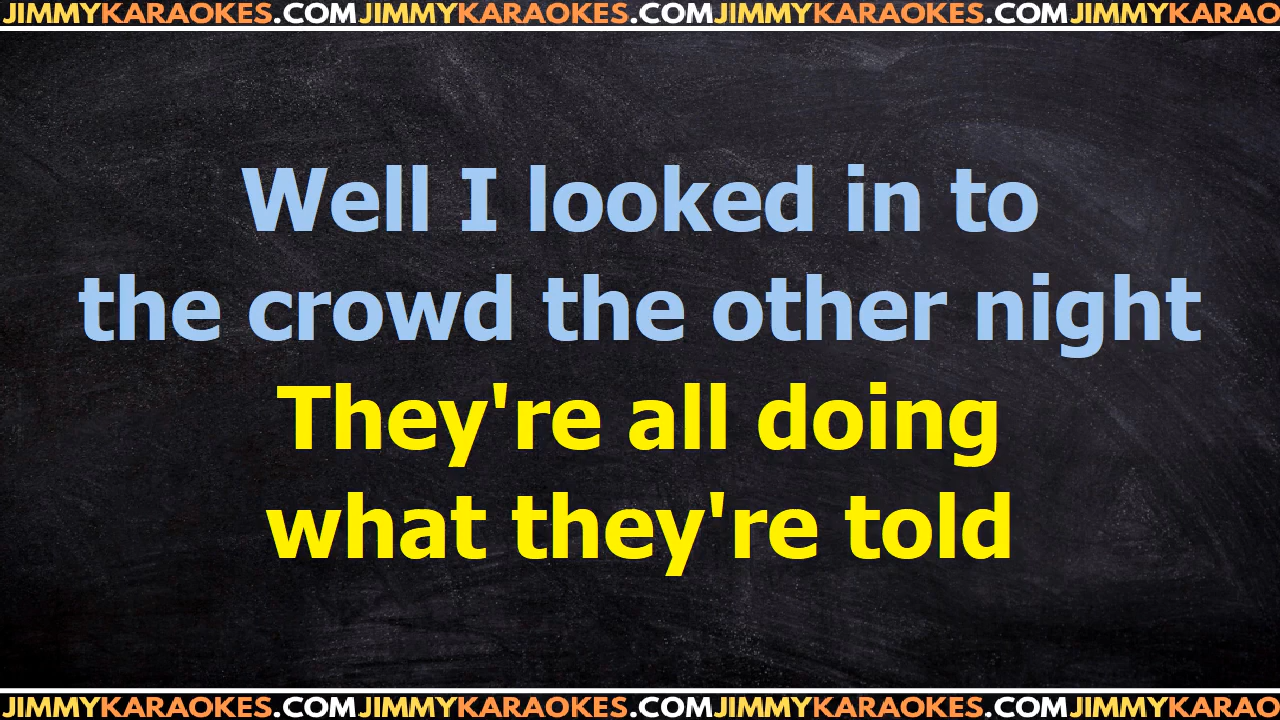 JIMMYKARAOKES.COMJIMMYKARAOKES.COMJIMMYKARAOKES.COMJIMMYKARAO
Well I looked in to
the crowd the other night
They're all doing
what they're told
JIMMYKARAOKES.COMJIMMYKARAOKES.COMJIMMYKARAOKES.COMJIMMYKARAO